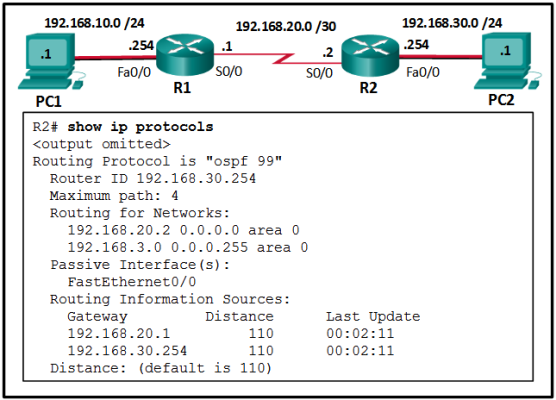 192.168.10.0 /24
192.168.20.0 /30
192.168.30.0 /24
.1
.254
.1
.2
.254
.1
Fa0/0
S0/0
S0/0
Fa0/0
PC1
R1
R2
PC2
R2# show ip protocols
<output omitted>
Routing Protocol is "ospf 99"
Router ID 192.168.30.254
Maximum path: 4
Routing for Networks:
192.168.20.2 0.0.0.0 area 0
192.168.3.0 0.0.0.255 area 0
Passive Interface(s):
FastEthernet0/0
Routing Information Sources:
Gateway Distance Last Update
192.168.20.1 110 00:02:11
192.168.30.254 110 00:02:11
Distance: (default is 110)